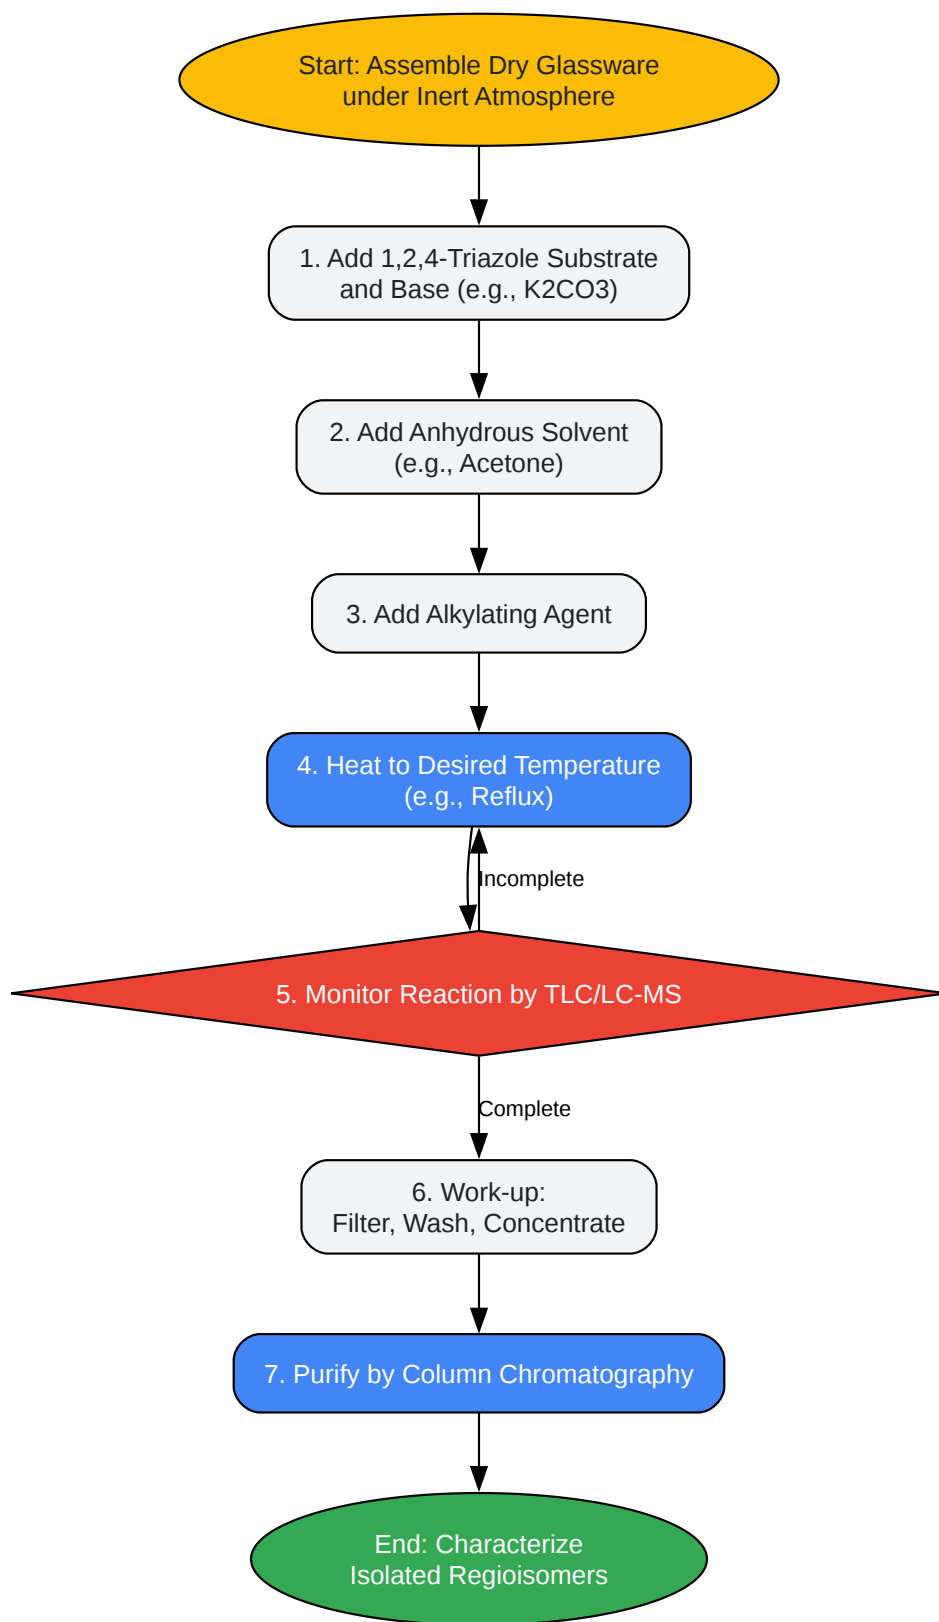 Start: Assemble Dry Glassware
under Inert Atmosphere
1. Add 1,2,4-Triazole Substrate
and Base (e.g., K2CO3)
2. Add Anhydrous Solvent
(e.g., Acetone)
3. Add Alkylating Agent
4. Heat to Desired Temperature
(e.g., Reflux)
Incomplete
5. Monitor Reaction by TLC/LC-MS
Complete
6. Work-up:
Filter, Wash, Concentrate
7. Purify by Column Chromatography
End: Characterize
Isolated Regioisomers